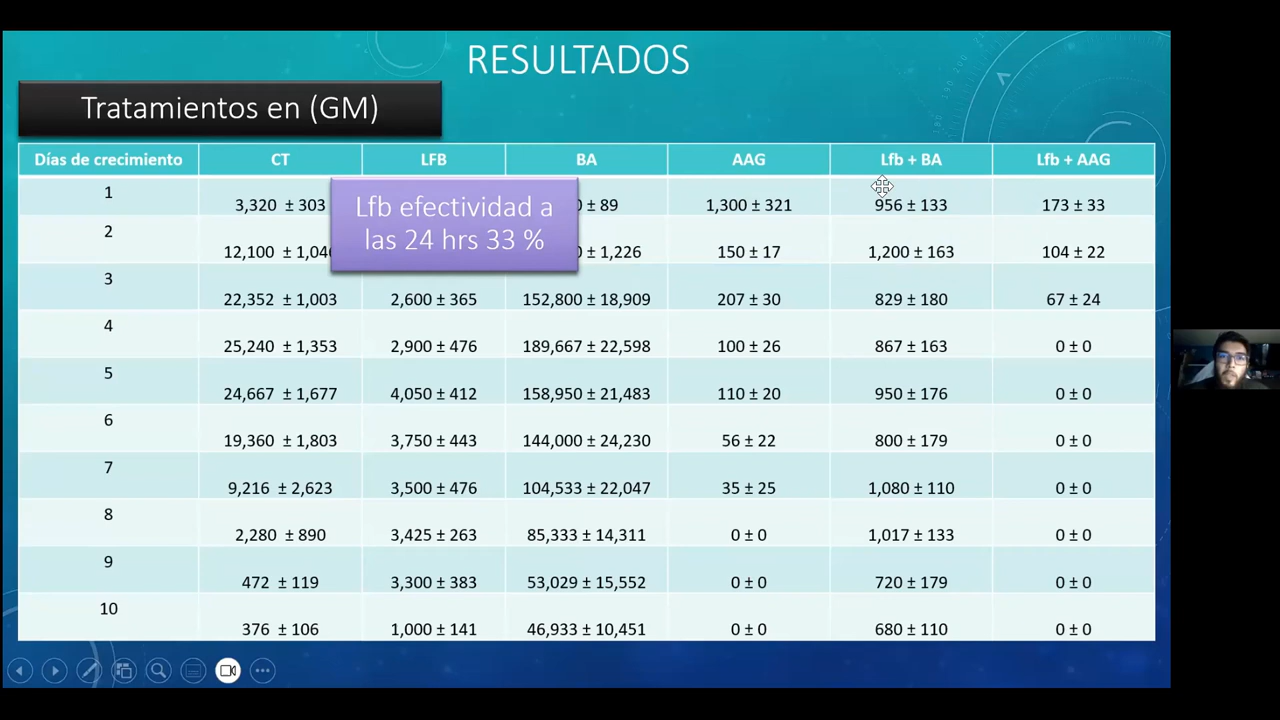 RESULTADOS
Tratamientos en (GM)
Días de crecimiento CT LFB BA AAG Lfb + BA Lfb + AAG
1 3,320 ± 303 ± 89 1,300 ± 321 956 ± 133 173 ± 33
Lfb efectividad a
las 24 hrs 33 %
2 12,100 ± 1,226 150 ± 17 1,200 ± 163 104 ± 22
3 22,352 ± 1,003 2,600 ± 365 152,800 ± 18,909 207 ± 30 829 ± 180 67 ± 24
4 25,240 ± 1,353 2,900 ± 476 189,667 ± 22,598 100 ± 26 867 ± 163 0 ± 0
5 24,667 ± 1,677 4,050 ± 412 158,950 ± 21,483 110 ± 20 950 ± 176 0 ± 0
6 19,360 ± 1,803 3,750 ± 443 144,000 ± 24,230 56 ± 22 800 ± 179 0 ± 0
7 9,216 ± 2,623 3,500 ± 476 104,533 ± 22,047 35 ± 25 1,080 ± 110 0 ± 0
8 2,280 ± 890 3,425 ± 263 85,333 ± 14,311 0 ± 0 1,017 ± 133 0 ± 0
9 472 ± 119 3,300 ± 383 53,029 ± 15,552 0 ± 0 720 ± 179 0 ± 0
10 376 ± 106 1,000 ± 141 46,933 ± 10,451 0 ± 0 680 ± 110 0 ± 0